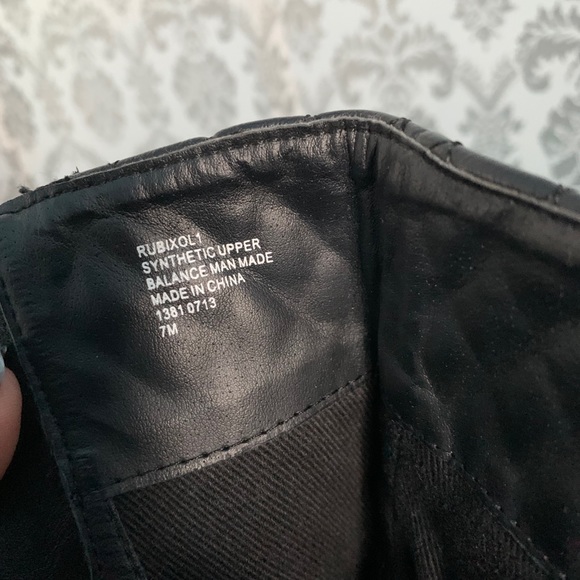 RUBIXOL1
SYNTHETIC UPPER
BALANCE MAN MADE
MADE IN CHINA
1381 0713
7M